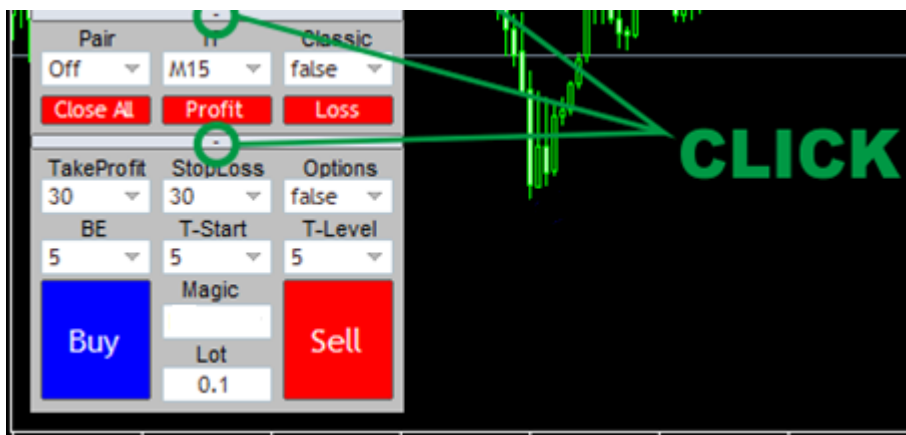 -
Pair Classic
Off M15 false
Close All Profit Loss
-
TakeProfit StopLoss Options
30 30 false
BE T-Start T-Level
5 5 5
Magic
Buy Sell
Lot
0.1
CLICK